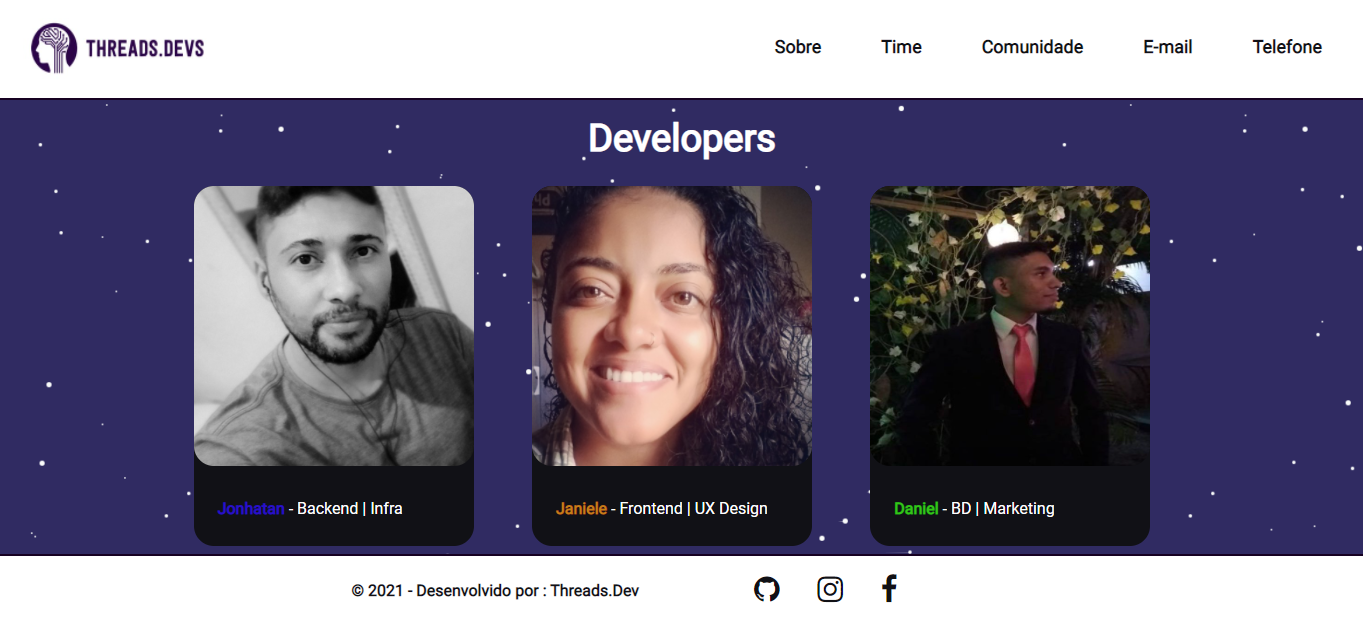 THREADS.DEVS
Sobre Time Comunidade E-mail Telefone
Developers
Jonhatan - Backend | Infra
Janiele - Frontend | UX Design
Daniel - BD | Marketing
© 2021 - Desenvolvido por : Threads.Dev